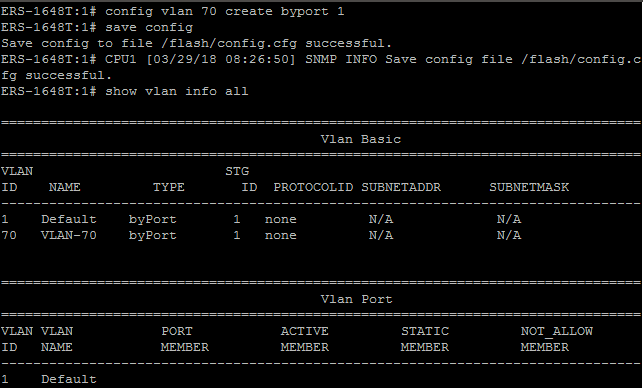 ERS-1648T:1# config vlan 70 create byport 1
ERS-1648T:1# save config
Save config to file /flash/config.cfg successful.
ERS-1648T:1# CPU1 [03/29/18 08:26:50] SNMP INFO Save config file /flash/config.c
fg successful.
ERS-1648T:1# show vlan info all
================================================================================
Vlan Basic
================================================================================
VLAN STG
ID NAME TYPE ID PROTOCOLID SUBNETADDR SUBNETMASK
--------------------------------------------------------------------------------
1 Default byPort 1 none N/A N/A
70 VLAN-70 byPort 1 none N/A N/A
================================================================================
Vlan Port
================================================================================
VLAN VLAN PORT ACTIVE STATIC NOT_ALLOW
ID NAME MEMBER MEMBER MEMBER MEMBER
--------------------------------------------------------------------------------
1 Default